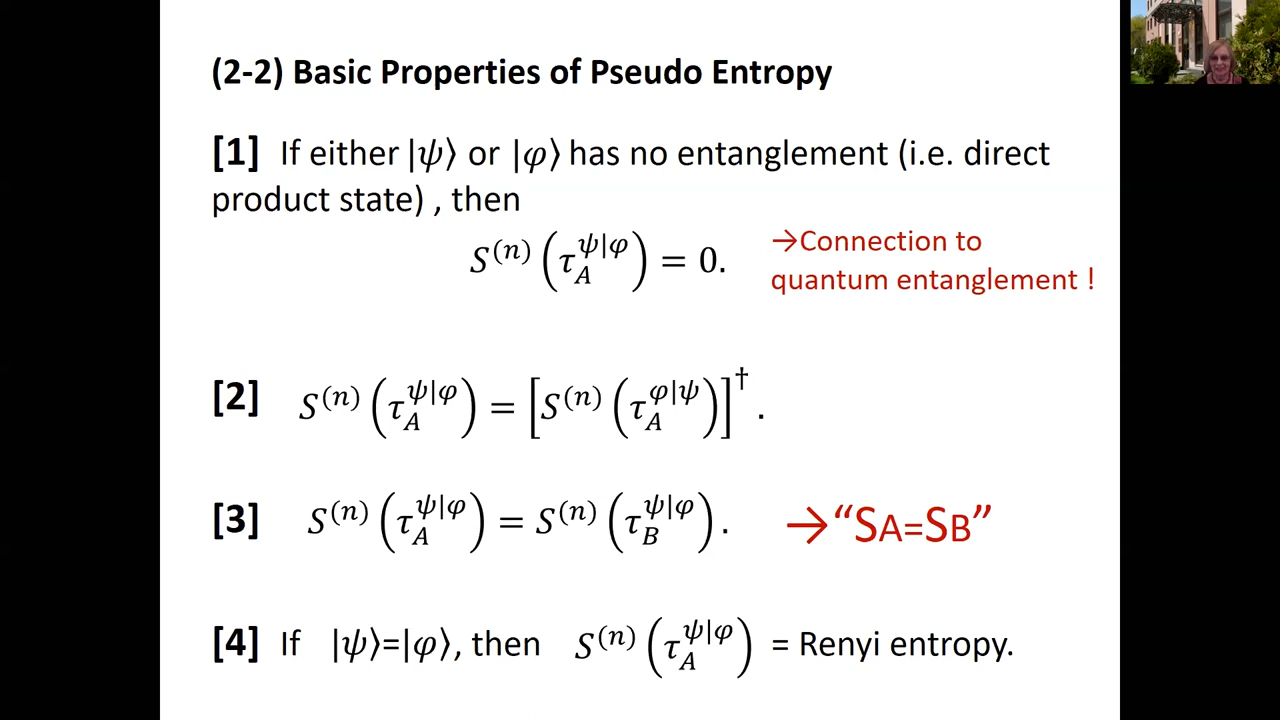 (2-2) Basic Properties of Pseudo Entropy
[1] If either |ψ⟩ or |φ⟩ has no entanglement (i.e. direct
product state) , then
S^{(n)}(τ_A^{ψ|φ}) = 0.
→Connection to
quantum entanglement !
[2] S^{(n)}(τ_A^{ψ|φ}) = [S^{(n)}(τ_A^{φ|ψ})]^† .
[3] S^{(n)}(τ_A^{ψ|φ}) = S^{(n)}(τ_B^{ψ|φ}). → “SA=SB”
[4] If |ψ⟩=|φ⟩, then S^{(n)}(τ_A^{ψ|φ}) = Renyi entropy.